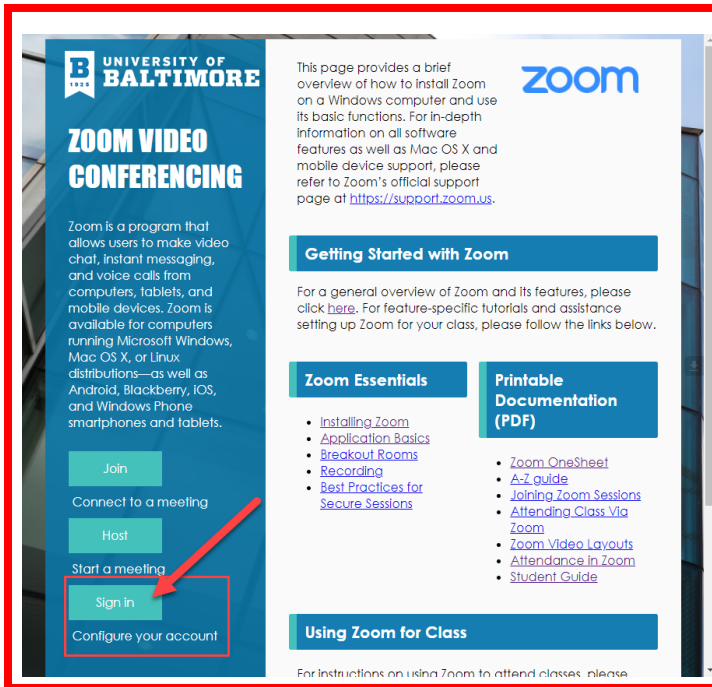 B
1925
UNIVERSITY OF
BALTIMORE
ZOOM VIDEO
CONFERENCING
Zoom is a program that
allows users to make video
chat, instant messaging,
and voice calls from
computers, tablets, and
mobile devices. Zoom is
available for computers
running Microsoft Windows,
Mac OS X, or Linux
distributions—as well as
Android, Blackberry, iOS,
and Windows Phone
smartphones and tablets.
Join
Connect to a meeting
Host
Start a meeting
Sign in
Configure your account
This page provides a brief
overview of how to install Zoom
on a Windows computer and use
its basic functions. For in-depth
information on all software
features as well as Mac OS X and
mobile device support, please
refer to Zoom's official support
page at https://support.zoom.us.
zoom
Getting Started with Zoom
For a general overview of Zoom and its features, please
click here. For feature-specific tutorials and assistance
setting up Zoom for your class, please follow the links below.
Zoom Essentials
• Installing Zoom
• Application Basics
• Breakout Rooms
• Recording
• Best Practices for
Secure Sessions
Printable
Documentation
(PDF)
• Zoom OneSheet
• A-Z guide
• Joining Zoom Sessions
• Attending Class Via
Zoom
• Zoom Video Layouts
• Attendance in Zoom
• Student Guide
Using Zoom for Class
For instructions on using Zoom to attend classes, please